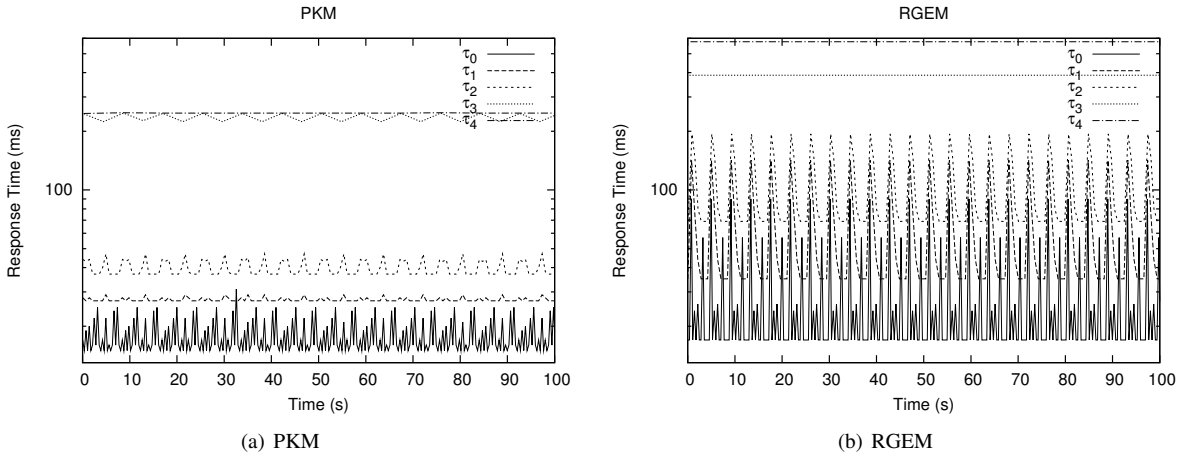 PKM
τ0
τ1
τ2
τ3
τ4
100
Response Time (ms)
0 10 20 30 40 50 60 70 80 90 100
Time (s)
(a) PKM
RGEM
τ0
τ1
τ2
τ3
τ4
100
Response Time (ms)
0 10 20 30 40 50 60 70 80 90 100
Time (s)
(b) RGEM